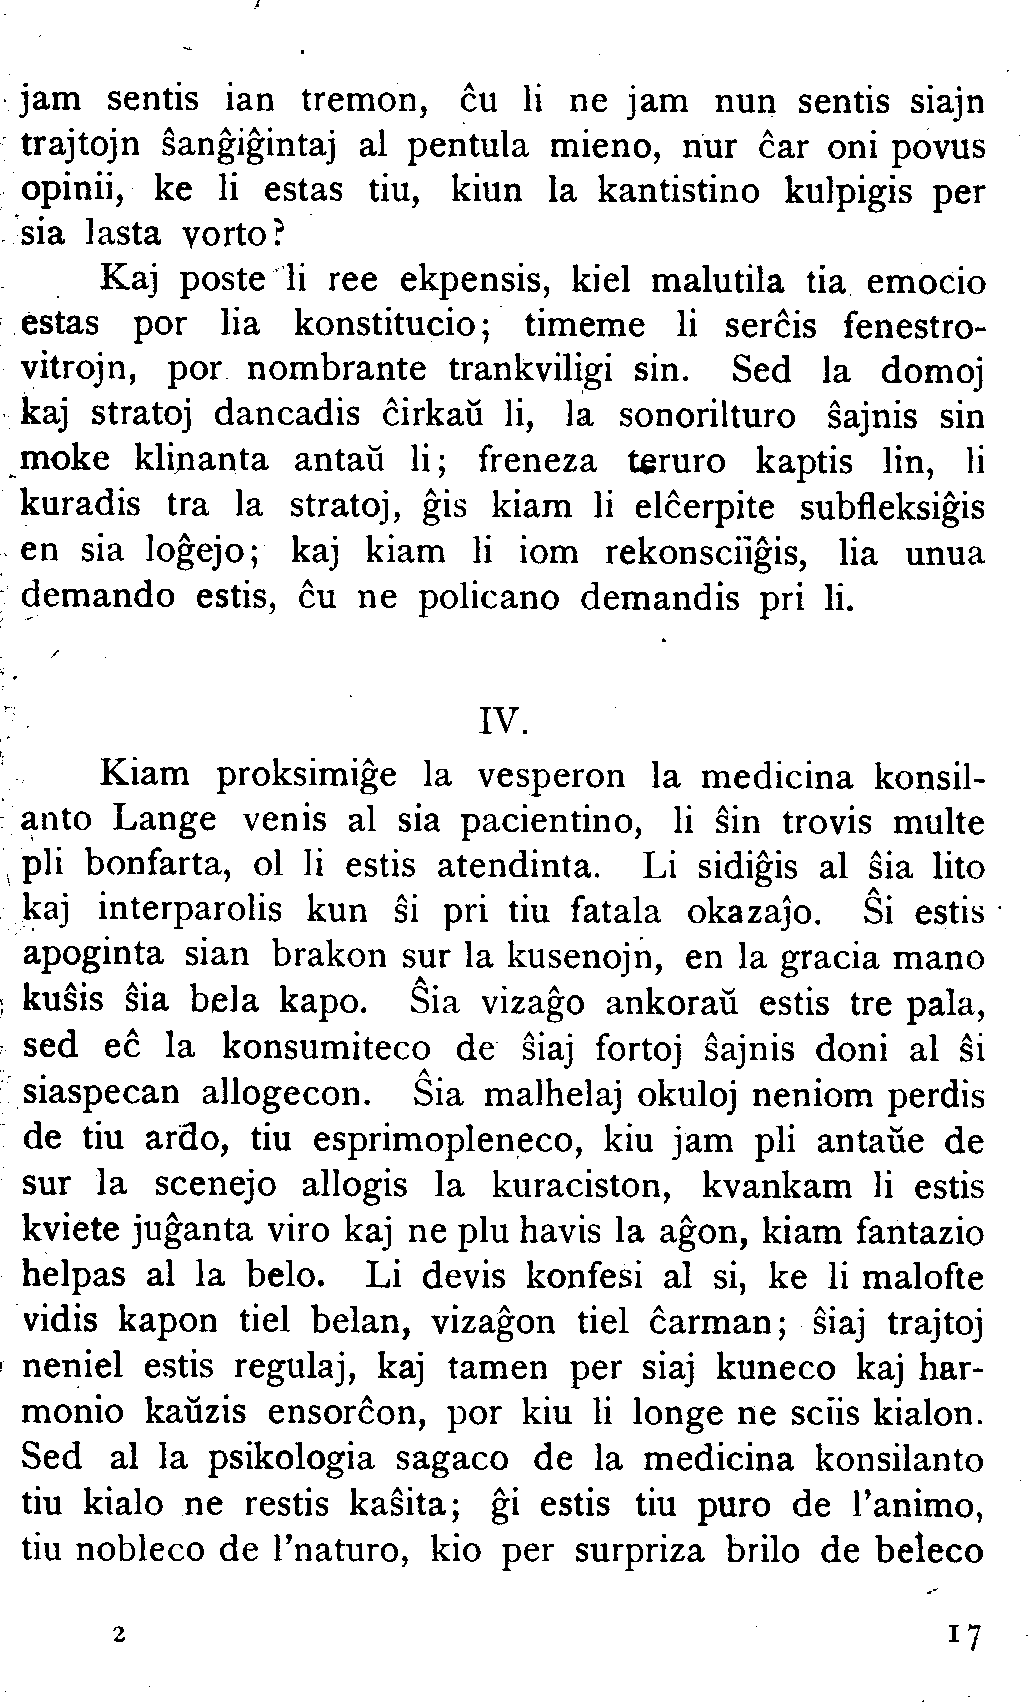 jam sentis ian tremon, ĉu li ne jam nun sentis siajn
trajtojn ŝanĝiĝintaj al pentula mieno, nur ĉar oni povus
opinii, ke li estas tiu, kiun la kantistino kulpigis per
sia lasta vorto?
Kaj poste li ree ekpensis, kiel malutila tia emocio
estas por lia konstitucio; timeme li serĉis fenestro-
vitrojn, por nombrante trankviligi sin. Sed la domoj
kaj stratoj dancadis ĉirkaŭ li, la sonorilturo ŝajnis sin
moke klinanta antaŭ li; freneza teruro kaptis lin, li
kuradis tra la stratoj, ĝis kiam li elĉerpite subfleksiĝis
en sia loĝejo; kaj kiam li iom rekonsciiĝis, lia unua
demando estis, ĉu ne policano demandis pri li.
IV.
Kiam proksimiĝe la vesperon la medicina konsil-
anto Lange venis al sia pacientino, li ŝin trovis multe
pli bonfarta, ol li estis atendinta. Li sidiĝis al ŝia lito
kaj interparolis kun ŝi pri tiu fatala okazaĵo. Ŝi estis
apoginta sian brakon sur la kusenojn, en la gracia mano
kuŝis ŝia bela kapo. Ŝia vizaĝo ankoraŭ estis tre pala,
sed eĉ la konsumiteco de ŝiaj fortoj ŝajnis doni al ŝi
siaspecan allogecon. Ŝia malhelaj okuloj neniom perdis
de tiu ardo, tiu esprimopleneco, kiu jam pli antaŭe de
sur la scenejo allogis la kuraciston, kvankam li estis
kviete juĝanta viro kaj ne plu havis la aĝon, kiam fantazio
helpas al la belo. Li devis konfesi al si, ke li malofte
vidis kapon tiel belan, vizaĝon tiel ĉarman; ŝiaj trajtoj
neniel estis regulaj, kaj tamen per siaj kuneco kaj har-
monio kaŭzis ensorĉon, por kiu li longe ne sciis kialon.
Sed al la psikologia sagaco de la medicina konsilanto
tiu kialo ne restis kaŝita; ĝi estis tiu puro de l'animo,
tiu nobleco de l'naturo, kio per surpriza brilo de beleco
2 17